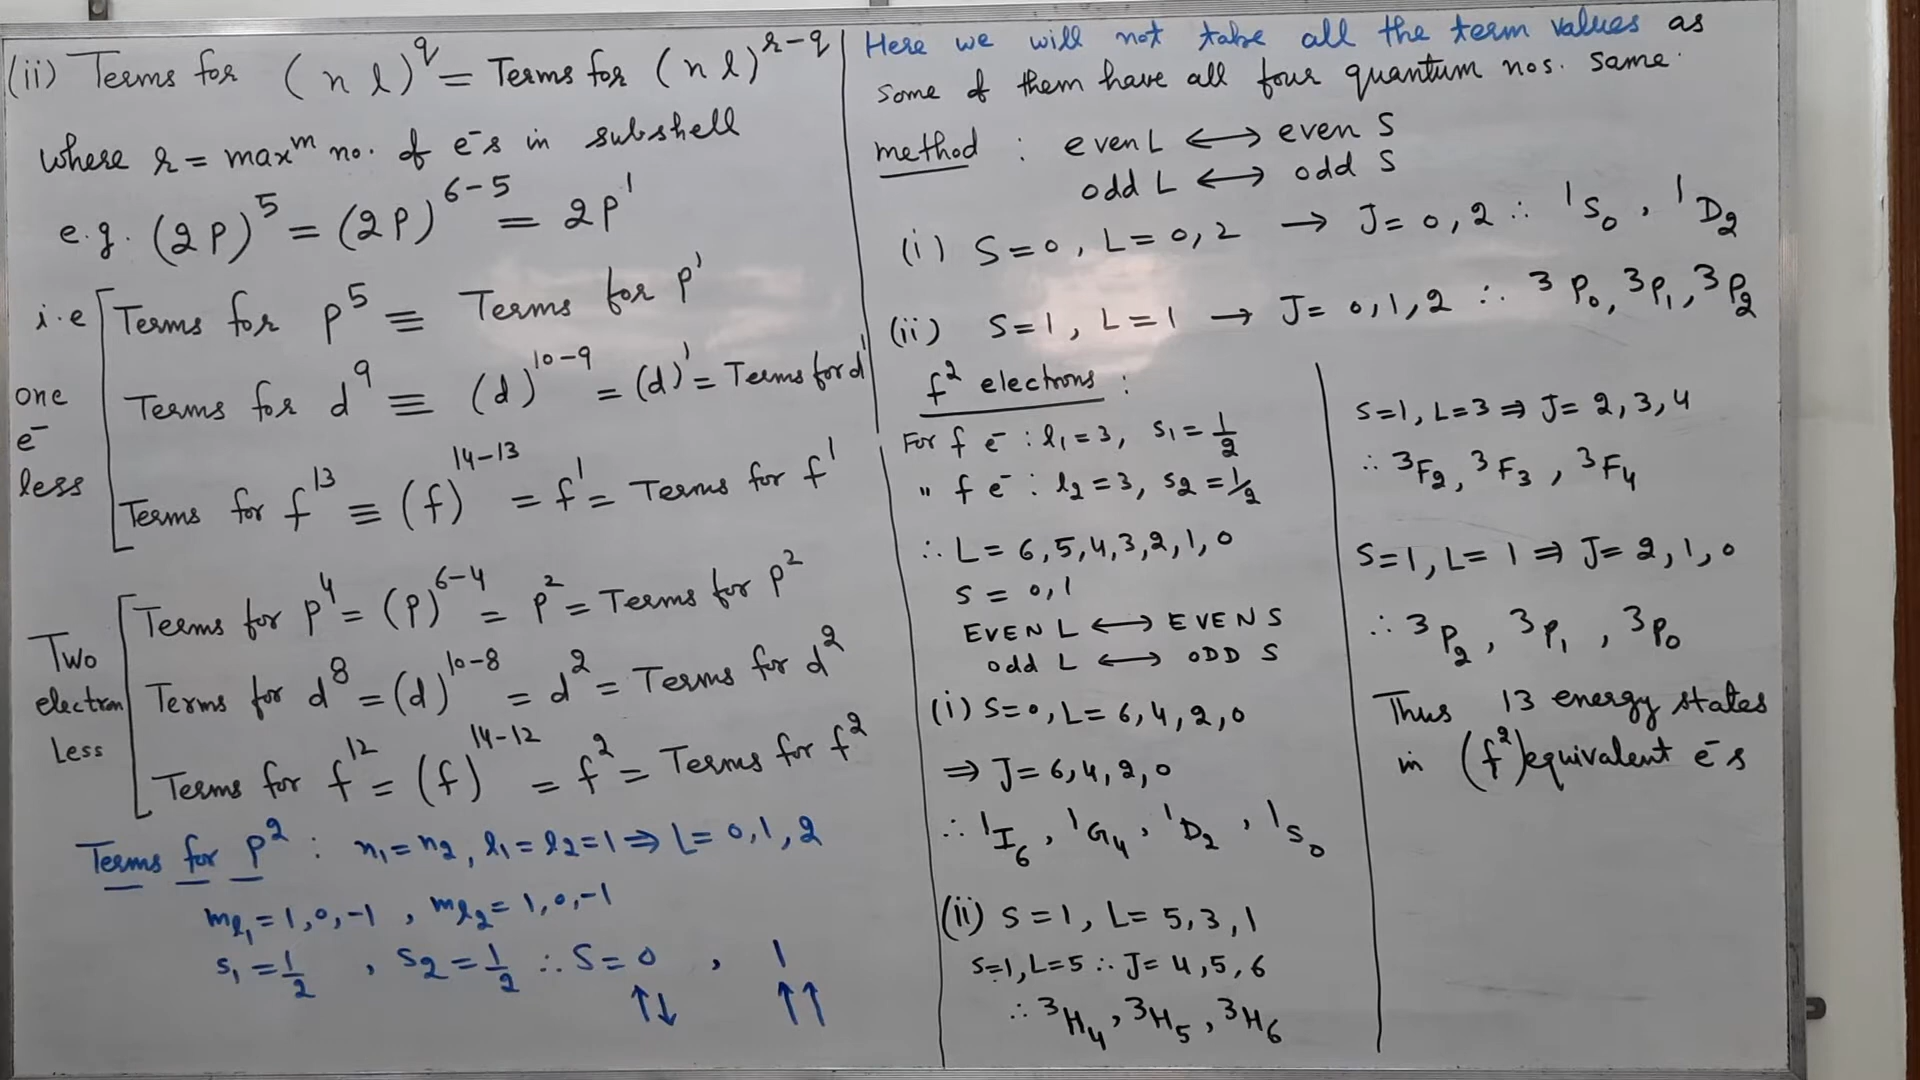 (ii) Terms for (n l)^q = Terms for (n l)^{r-q}
where r = max^m no. of e^-s in subshell
e.g. (2P)^5 = (2P)^{6-5} = 2P^1
i.e one e^- less
Terms for P^5 ≡ Terms for P^1
Terms for d^9 ≡ (d)^{10-9} = (d)^1 = Terms for d^1
Terms for f^13 ≡ (f)^{14-13} = f^1 = Terms for f^1
Two electron Less
Terms for P^4 = (P)^{6-4} = P^2 = Terms for P^2
Terms for d^8 = (d)^{10-8} = d^2 = Terms for d^2
Terms for f^12 = (f)^{14-12} = f^2 = Terms for f^2
Terms for P^2 : n₁ = n₂, l₁ = l₂ = 1 ⇒ L = 0, 1, 2
m_{l₁} = 1, 0, -1 , m_{l₂} = 1, 0, -1
s₁ = 1/2 , s₂ = 1/2 ∴ S = 0 , 1
↑↓ ↑↑
Here we will not take all the term values as
some of them have all four quantum nos. same.
method : even L ⟷ even S
odd L ⟷ odd S
(i) S = 0, L = 0, 2 → J = 0, 2 ∴ ¹S₀, ¹D₂
(ii) S = 1, L = 1 → J = 0, 1, 2 ∴ ³P₀, ³P₁, ³P₂
f² electrons :
For f e^- : l₁ = 3, s₁ = 1/2
" f e^- : l₂ = 3, s₂ = 1/2
∴ L = 6, 5, 4, 3, 2, 1, 0
S = 0, 1
EVEN L ⟷ EVEN S
odd L ⟷ ODD S
(i) S = 0, L = 6, 4, 2, 0
⇒ J = 6, 4, 2, 0
∴ ¹I₆, ¹G₄, ¹D₂, ¹S₀
(ii) S = 1, L = 5, 3, 1
S=1, L=5 ∴ J = 4, 5, 6
∴ ³H₄, ³H₅, ³H₆
S=1, L=3 ⇒ J = 2, 3, 4
∴ ³F₂, ³F₃, ³F₄
S=1, L=1 ⇒ J = 2, 1, 0
∴ ³P₂, ³P₁, ³P₀
Thus 13 energy states
in (f²) equivalent e^-s